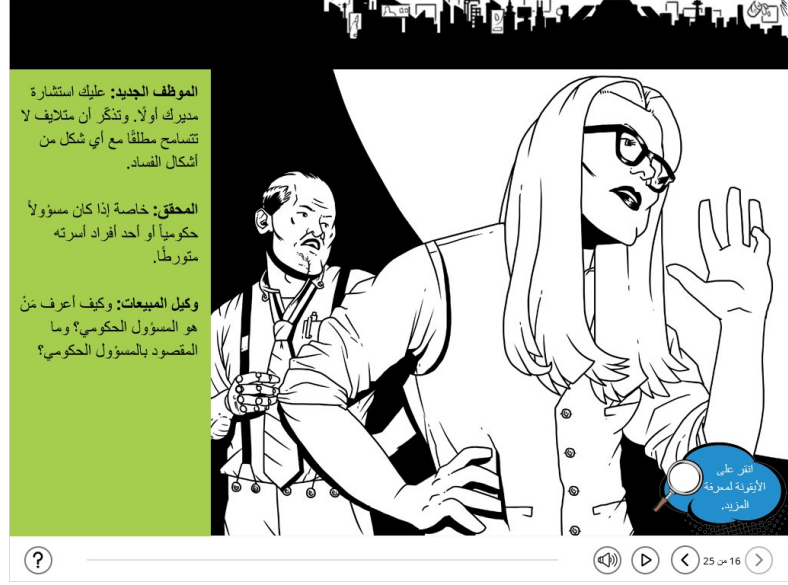 الموظف الجديد: عليك استشارة
مديرك أولًا. وتذكّر أن متلايف لا
تتسامح مطلقًا مع أي شكل من
أشكال الفساد.
المحقق: خاصة إذا كان مسؤولاً
حكومياً أو أحد أفراد أسرته
متورطًا.
وكيل المبيعات: وكيف أعرف مَنْ
هو المسؤول الحكومي؟ وما
المقصود بالمسؤول الحكومي؟
انقر على
الأيقونة لمعرفة
المزيد.
?
16 من 25